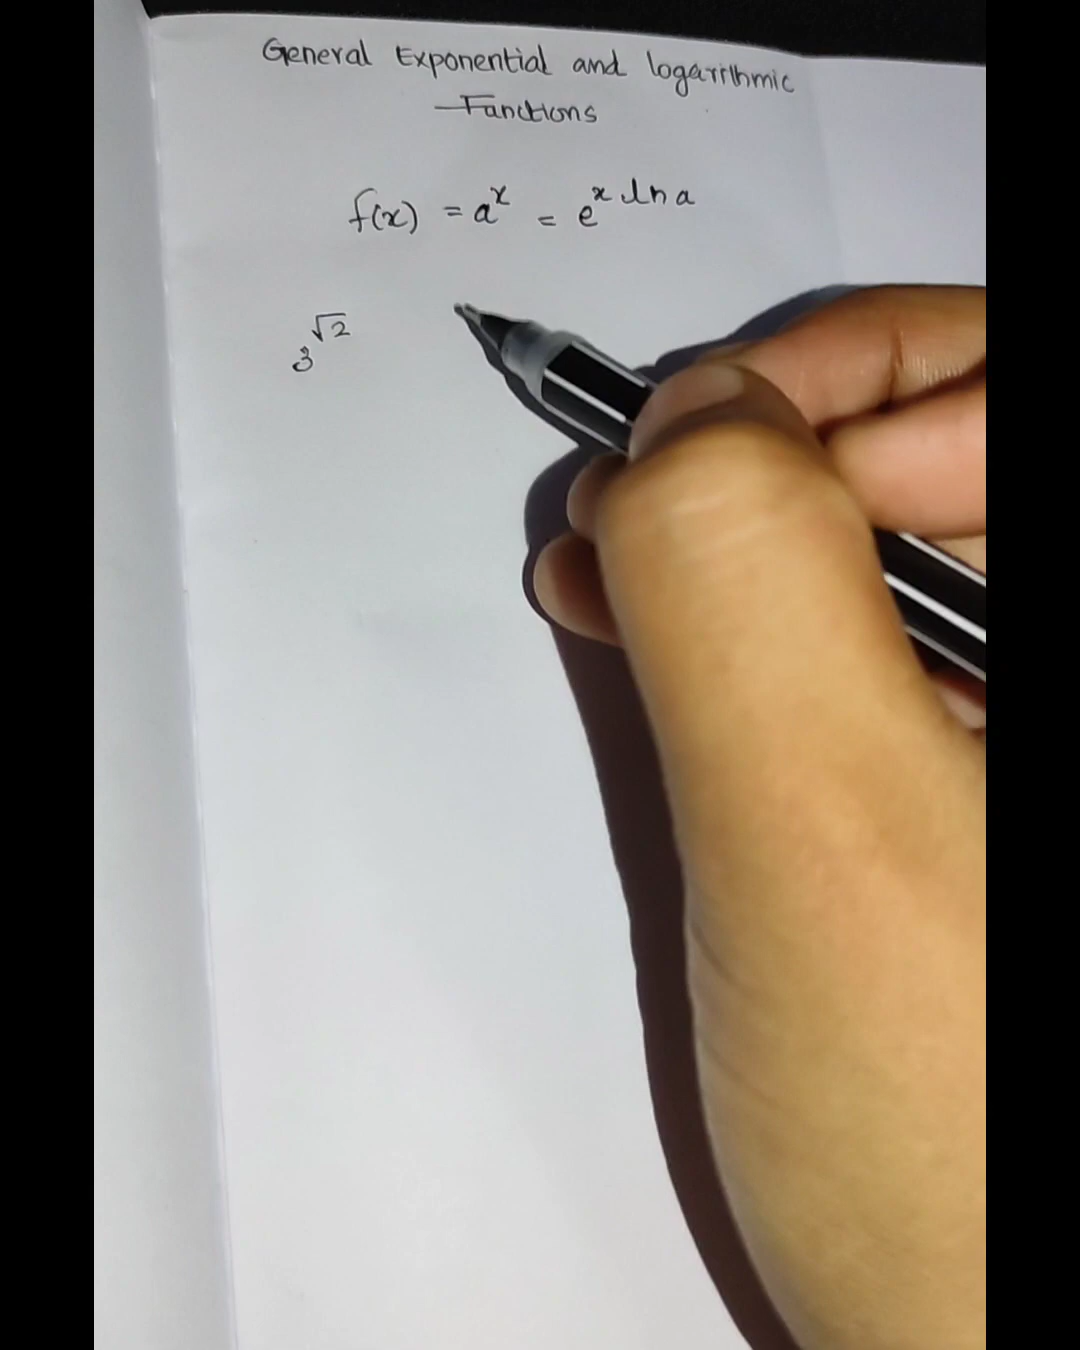 General Exponential and logarithmic
Functions
f(x) = a^x = e^{x ln a}
3^{√2}